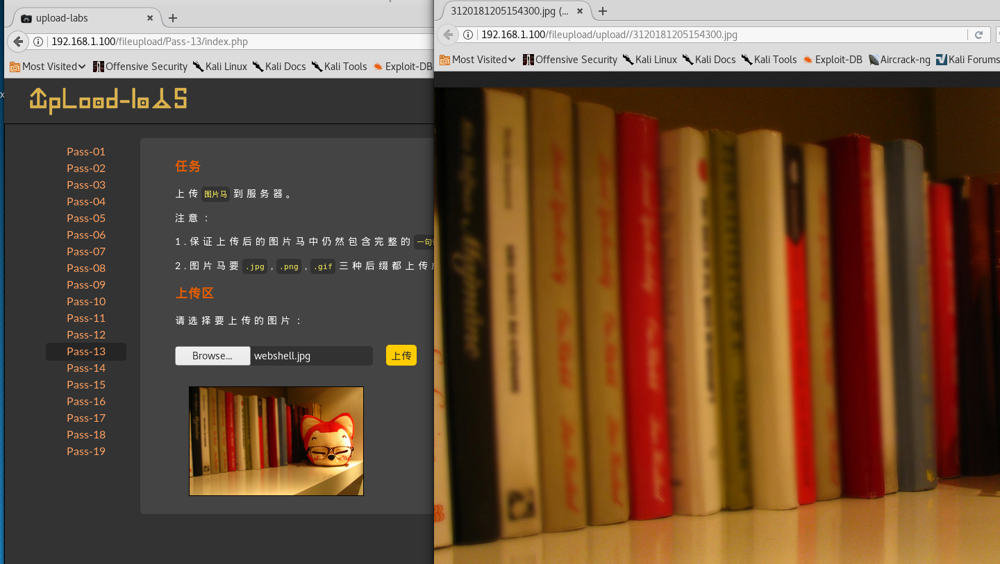 upload-labs
192.168.1.100/fileupload/Pass-13/index.php
Most Visited Offensive Security Kali Linux Kali Docs Kali Tools Exploit-DB
UpLoad-labs
Pass-01
Pass-02
Pass-03
Pass-04
Pass-05
Pass-06
Pass-07
Pass-08
Pass-09
Pass-10
Pass-11
Pass-12
Pass-13
Pass-14
Pass-15
Pass-16
Pass-17
Pass-18
Pass-19
任务
上传图片马到服务器。
注意：
1.保证上传后的图片马中仍然包含完整的一句
2.图片马要.jpg,.png,.gif三种后缀都上传
上传区
请选择要上传的图片：
Browse... webshell.jpg 上传
3120181205154300.jpg (...
192.168.1.100/fileupload/upload//3120181205154300.jpg
Most Visited Offensive Security Kali Linux Kali Docs Kali Tools Exploit-DB Aircrack-ng Kali Forums